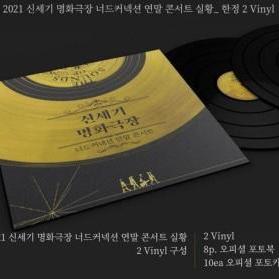 2021 신세기 명화극장 너드커넥션 연말 콘서트 실황_ 한정 2 Vinyl
신세기
명화극장
너드커넥션 연말 콘서트
1 신세기 명화극장 너드커넥션 연말 콘서트 실황
2 Vinyl 구성
2 Vinyl
8p. 오피셜 포토북
10ea 오피셜 포토카